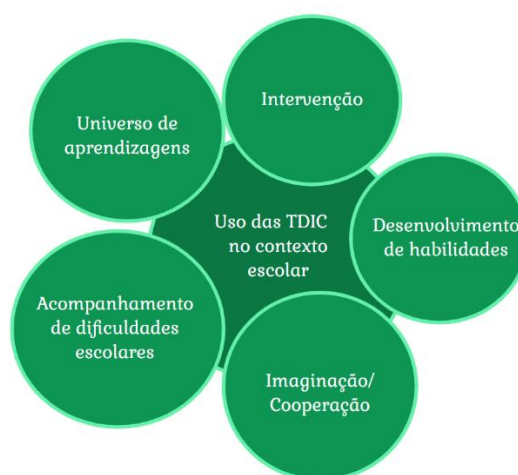 Intervenção
Universo de
aprendizagens
Uso das TDIC
no contexto
escolar
Desenvolvimento
de habilidades
Acompanhamento
de dificuldades
escolares
Imaginação/
Cooperação